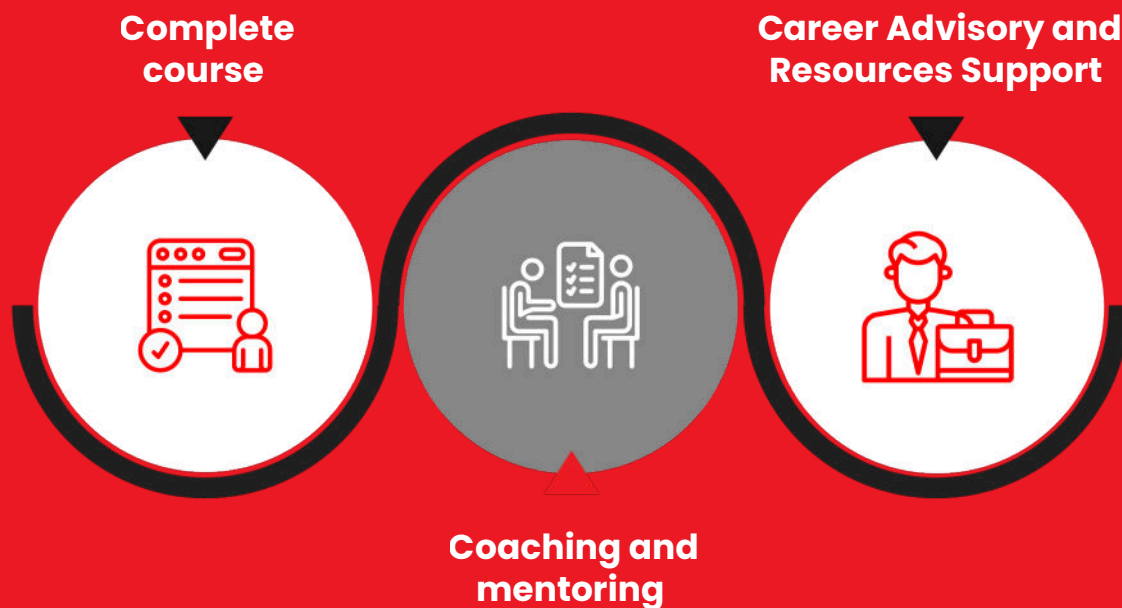 Complete
course
Career Advisory and
Resources Support
Coaching and
mentoring